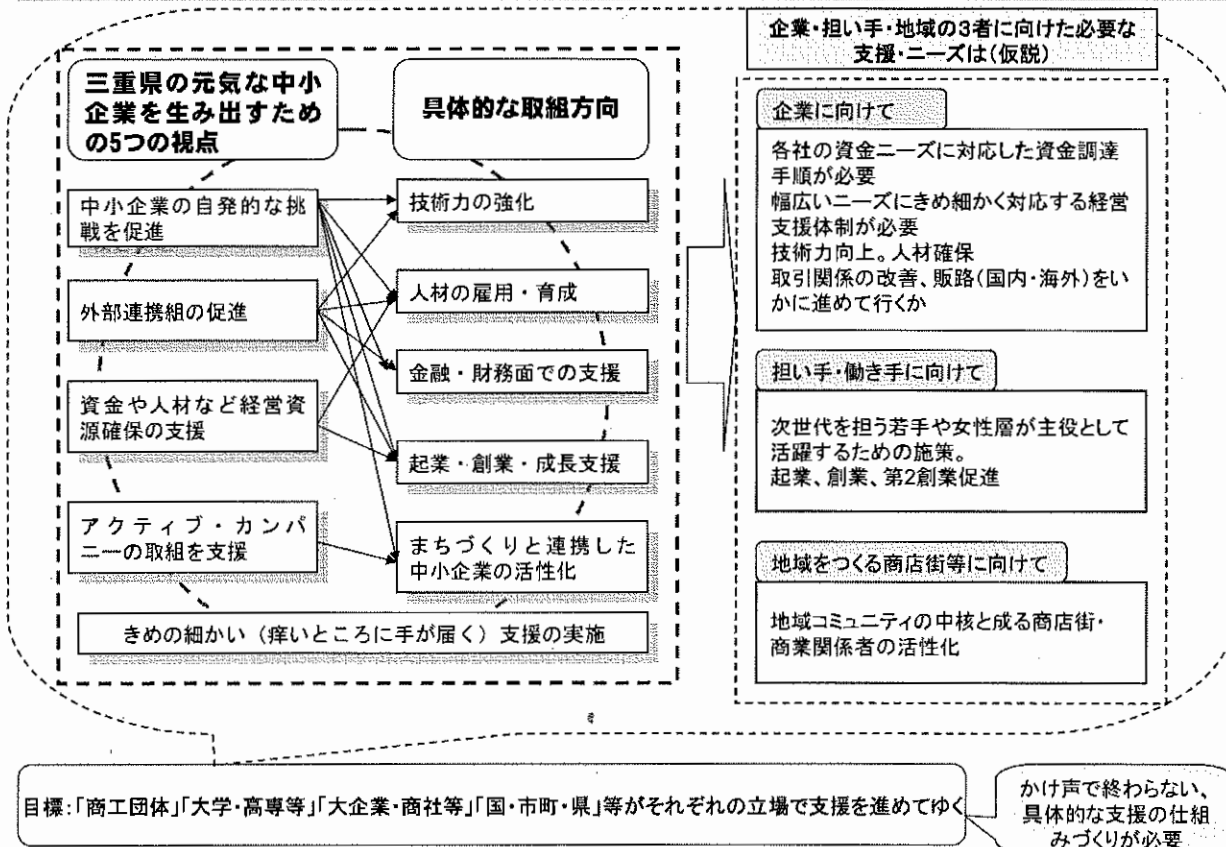 企業・担い手・地域の3者に向けた必要な
支援・ニーズは(仮説)
三重県の元気な中小
企業を生み出すため
の5つの視点
具体的な取組方向
中小企業の自発的な挑
戦を促進
外部連携組の促進
資金や人材など経営資
源確保の支援
アクティブ・カンパ
ニーの取組を支援
技術力の強化
人材の雇用・育成
金融・財務面での支援
起業・創業・成長支援
まちづくりと連携した
中小企業の活性化
きめの細かい（痒いところに手が届く）支援の実施
企業に向けて
各社の資金ニーズに対応した資金調達
手順が必要
幅広いニーズにきめ細かく対応する経営
支援体制が必要
技術力向上。人材確保
取引関係の改善、販路(国内・海外)をい
かに進めて行くか
担い手・働き手に向けて
次世代を担う若手や女性層が主役として
活躍するための施策。
起業、創業、第2創業促進
地域をつくる商店街等に向けて
地域コミュニティの中核と成る商店街・
商業関係者の活性化
目標:「商工団体」「大学・高専等」「大企業・商社等」「国・市町・県」等がそれぞれの立場で支援を進めてゆく
かけ声で終わらない、
具体的な支援の仕組
みづくりが必要